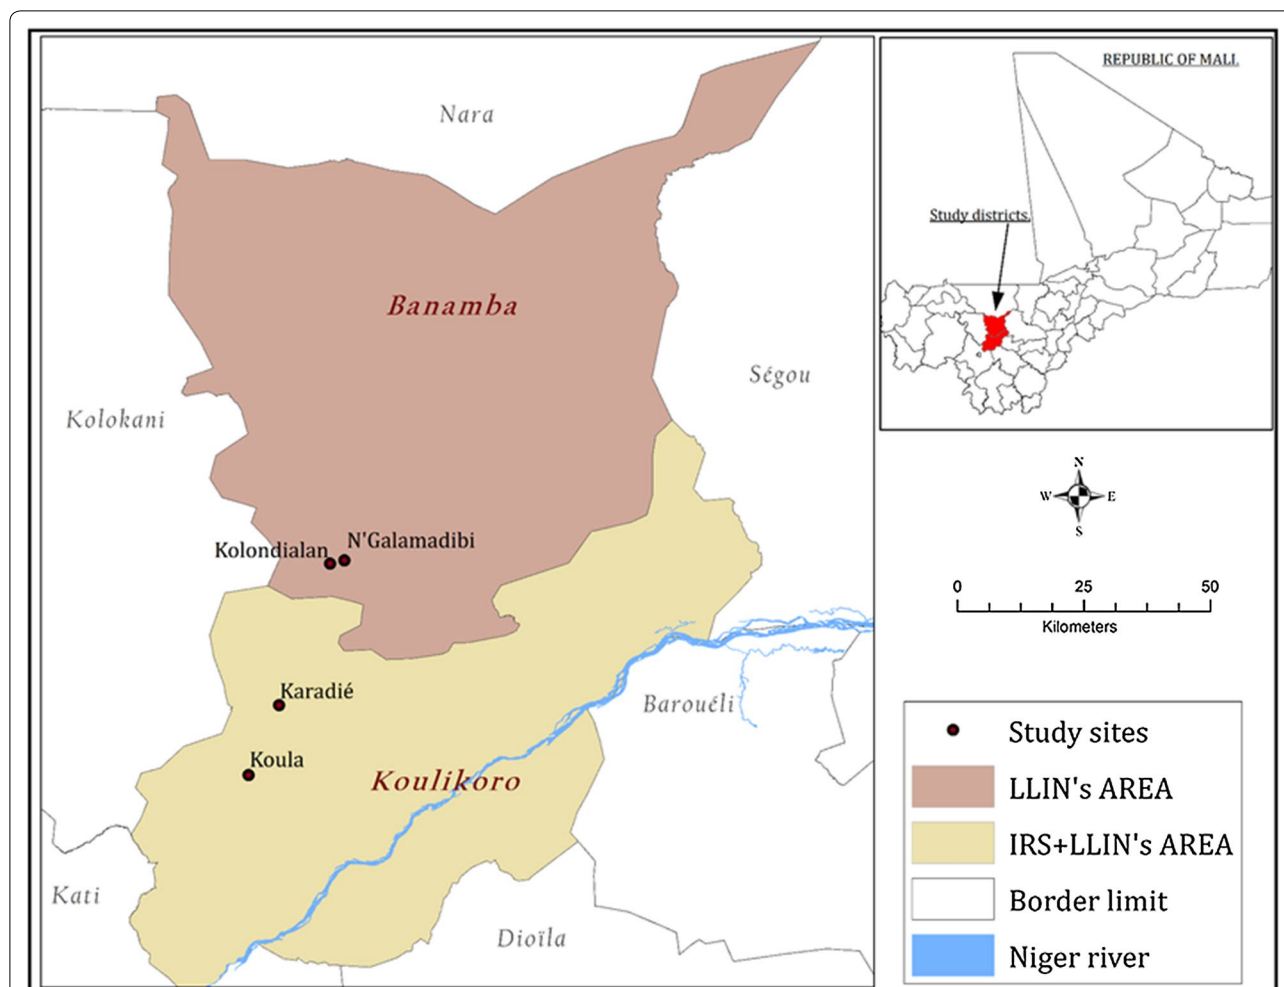 Nara
Banamba
Ségou
Kolokani
Kolondialan
N'Galamadibi
Karadié
Koula
Koulikoro
Barouéli
Kati
Dioïla
REPUBLIC OF MALI.
Study districts.
N
W E
S
0 25 50
Kilometers
Study sites
LLIN's AREA
IRS+LLIN's AREA
Border limit
Niger river